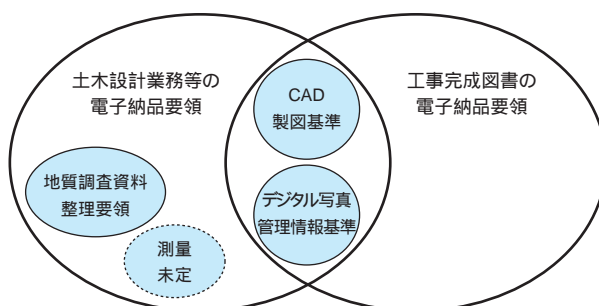 土木設計業務等の
電子納品要領
工事完成図書の
電子納品要領
CAD
製図基準
地質調査資料
整理要領
デジタル写真
管理情報基準
測量
未定